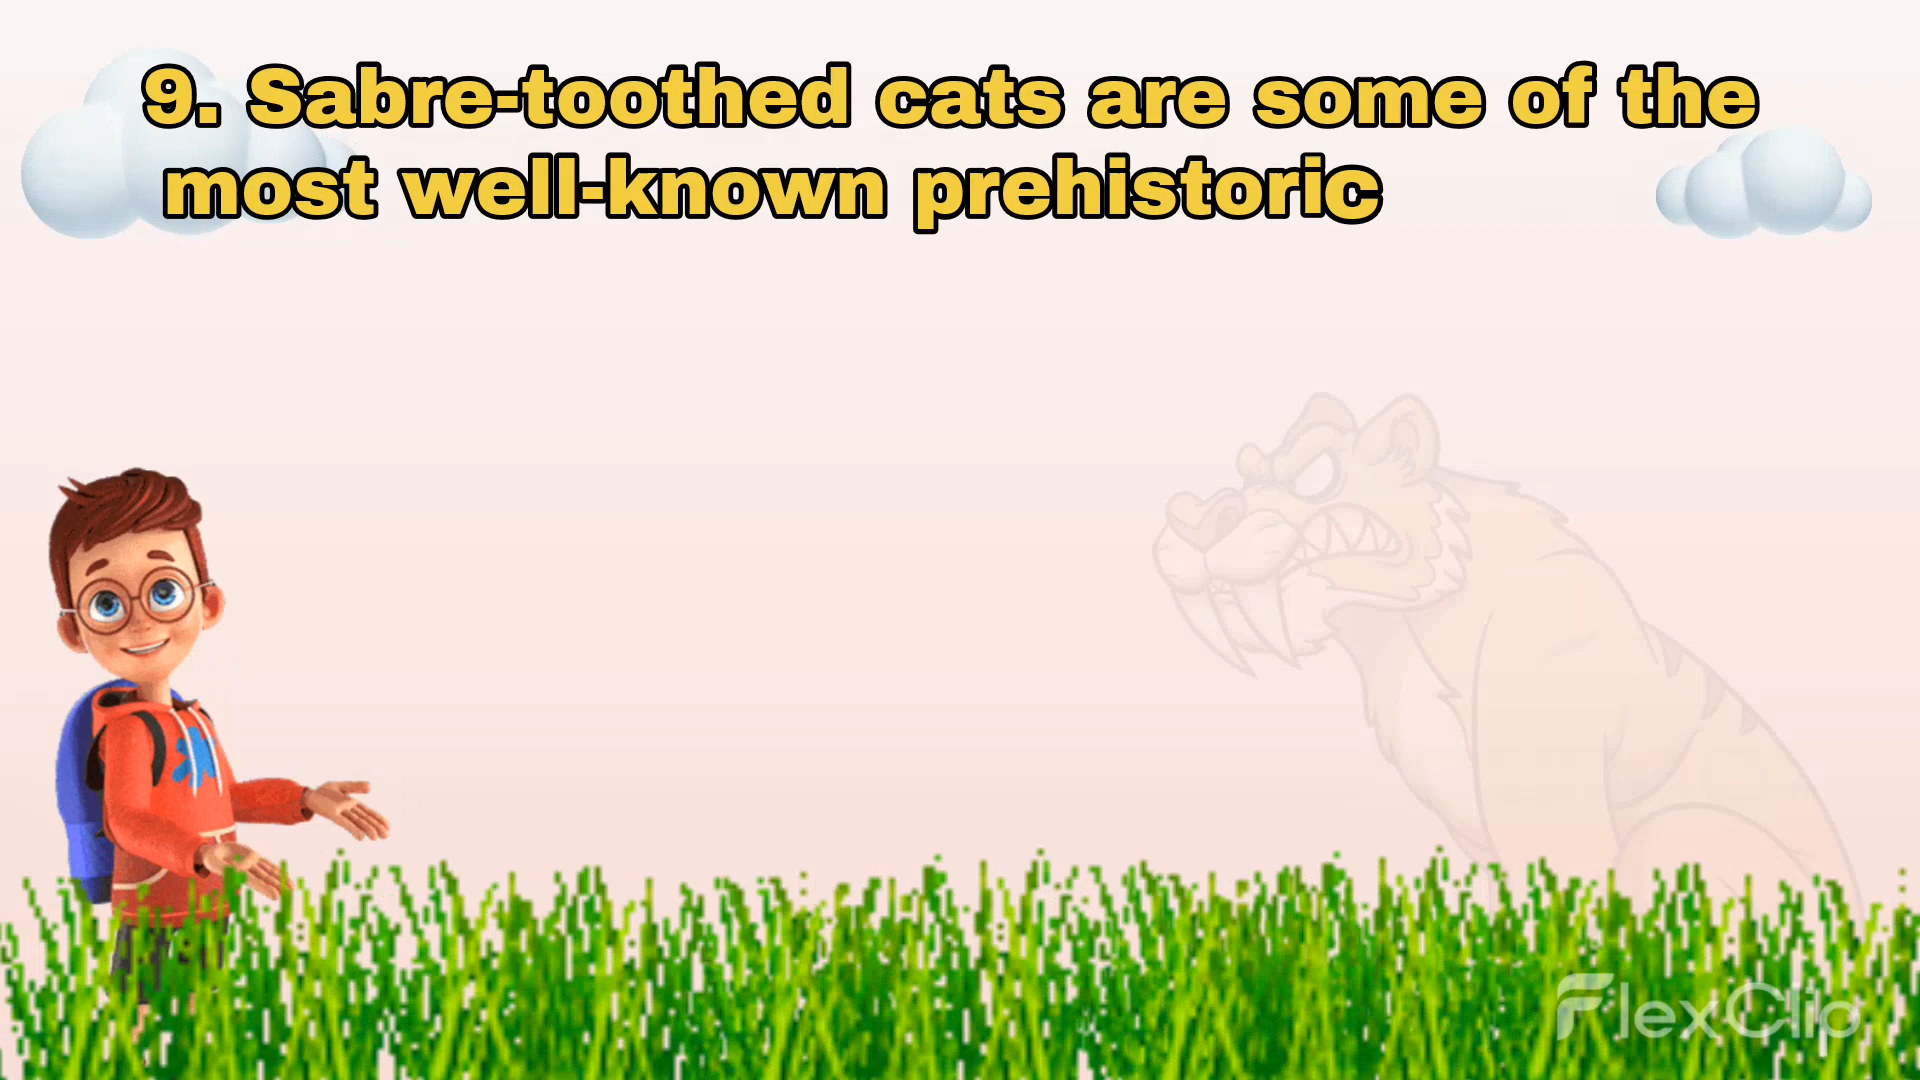 9. Sabre-toothed cats are some of the
most well-known prehistoric
FlexClip